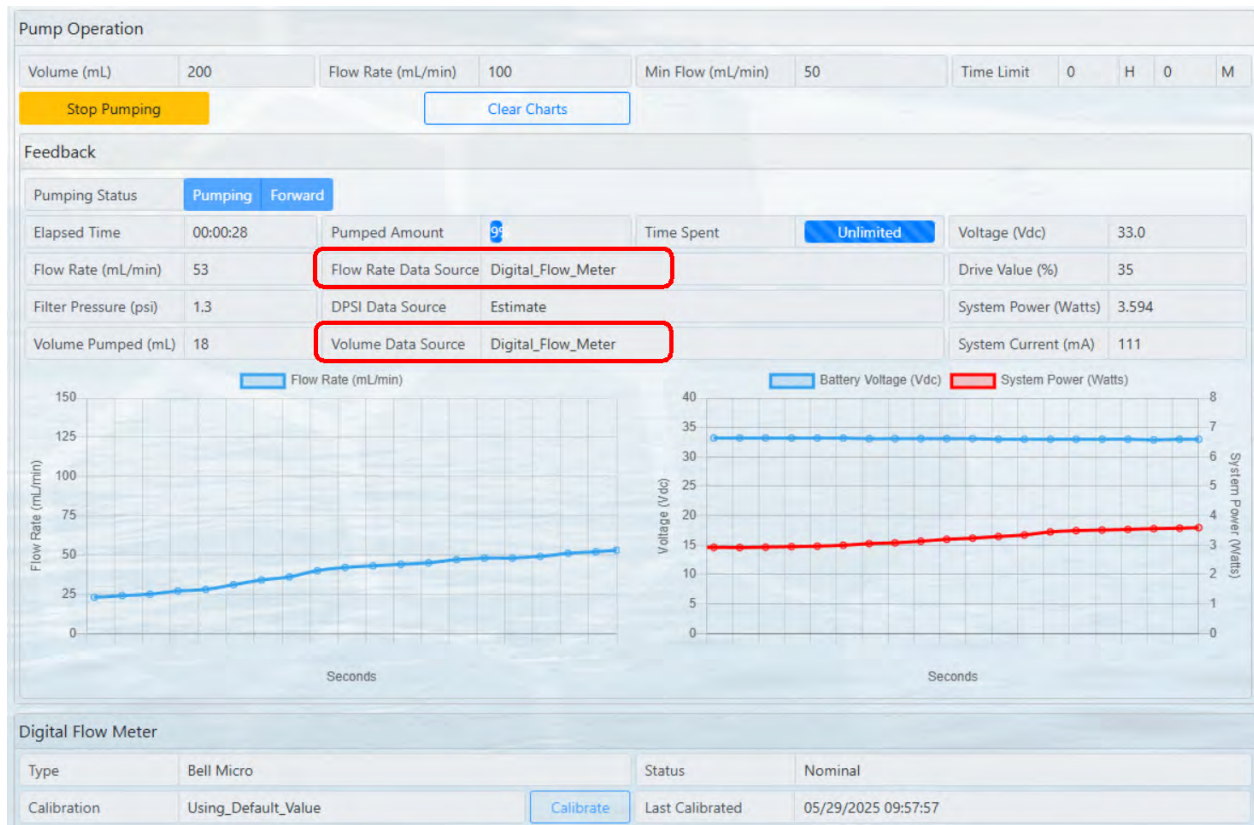 Pump Operation
Volume (mL) 200 Flow Rate (mL/min) 100 Min Flow (mL/min) 50 Time Limit 0 H 0 M
Stop Pumping Clear Charts
Feedback
Pumping Status Pumping Forward
Elapsed Time 00:00:28 Pumped Amount 9% Time Spent Unlimited Voltage (Vdc) 33.0
Flow Rate (mL/min) 53 Flow Rate Data Source Digital_Flow_Meter Drive Value (%) 35
Filter Pressure (psi) 1.3 DPSI Data Source Estimate System Power (Watts) 3.594
Volume Pumped (mL) 18 Volume Data Source Digital_Flow_Meter System Current (mA) 111
Flow Rate (mL/min)
150
125
100
75
50
25
0
Flow Rate (mL/min)
Seconds
Battery Voltage (Vdc) System Power (Watts)
40
35
30
25
20
15
10
5
0
Voltage (Vdc)
8
7
6
5
4
3
2
1
0
System Power (Watts)
Seconds
Digital Flow Meter
Type Bell Micro Status Nominal
Calibration Using_Default_Value Calibrate Last Calibrated 05/29/2025 09:57:57